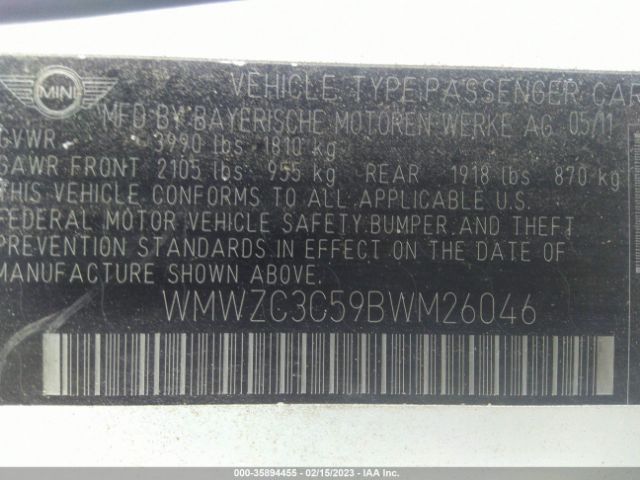 MINI
VEHICLE TYPE:PASSENGER CAR
MFD BY BAYERISCHE MOTOREN WERKE AG 05/11
GVWR 3990 lbs 1810 kg
GAWR FRONT 2105 lbs 955 kg REAR 1918 lbs 870 kg
THIS VEHICLE CONFORMS TO ALL APPLICABLE U.S.
FEDERAL MOTOR VEHICLE SAFETY,BUMPER,AND THEFT
PREVENTION STANDARDS IN EFFECT ON THE DATE OF
MANUFACTURE SHOWN ABOVE.
WMWZC3C59BWM26046
000-35894455 - 02/15/2023 - IAA Inc.